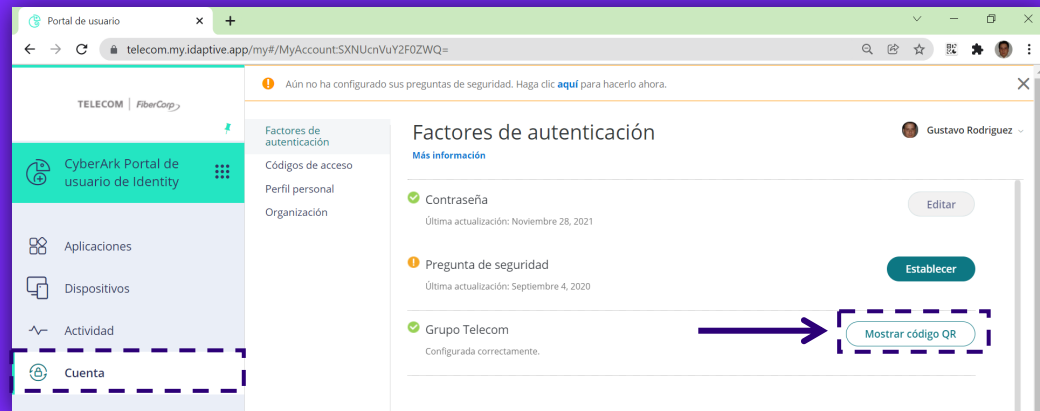 Portal de usuario
telecom.my.idaptive.app/my#/MyAccount:SXNUcnVuY2F0ZWQ=
Aún no ha configurado sus preguntas de seguridad. Haga clic aquí para hacerlo ahora.
TELECOM | FiberCorp
CyberArk Portal de
usuario de Identity
Aplicaciones
Dispositivos
Actividad
Cuenta
Factores de
autenticación
Códigos de acceso
Perfil personal
Organización
Factores de autenticación
Gustavo Rodriguez
Más información
Contraseña
Última actualización: Noviembre 28, 2021
Editar
Pregunta de seguridad
Última actualización: Septiembre 4, 2020
Establecer
Grupo Telecom
Configurada correctamente.
Mostrar código QR